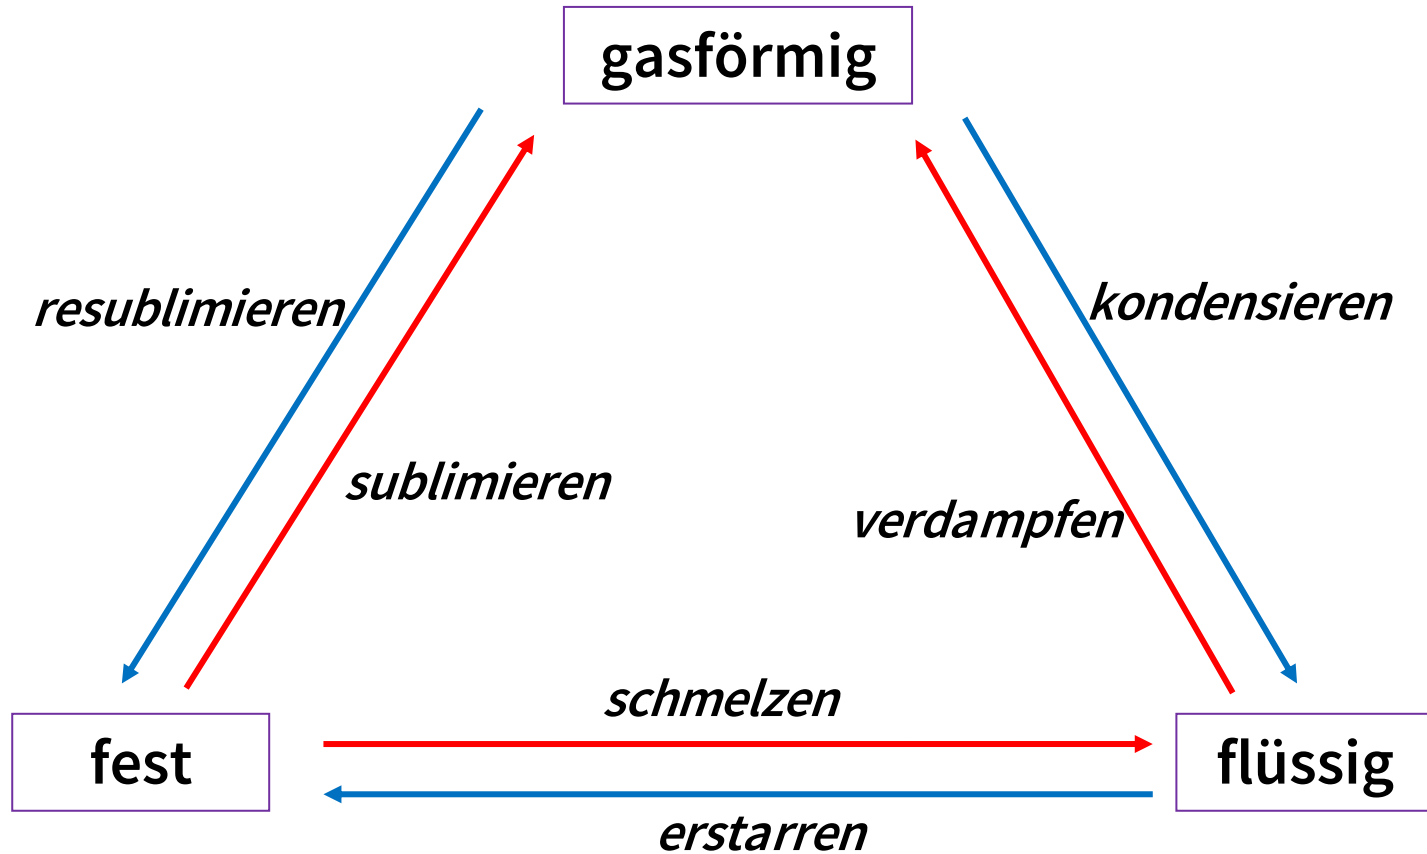 gasförmig
resublimieren
kondensieren
sublimieren
verdampfen
schmelzen
fest
flüssig
erstarren